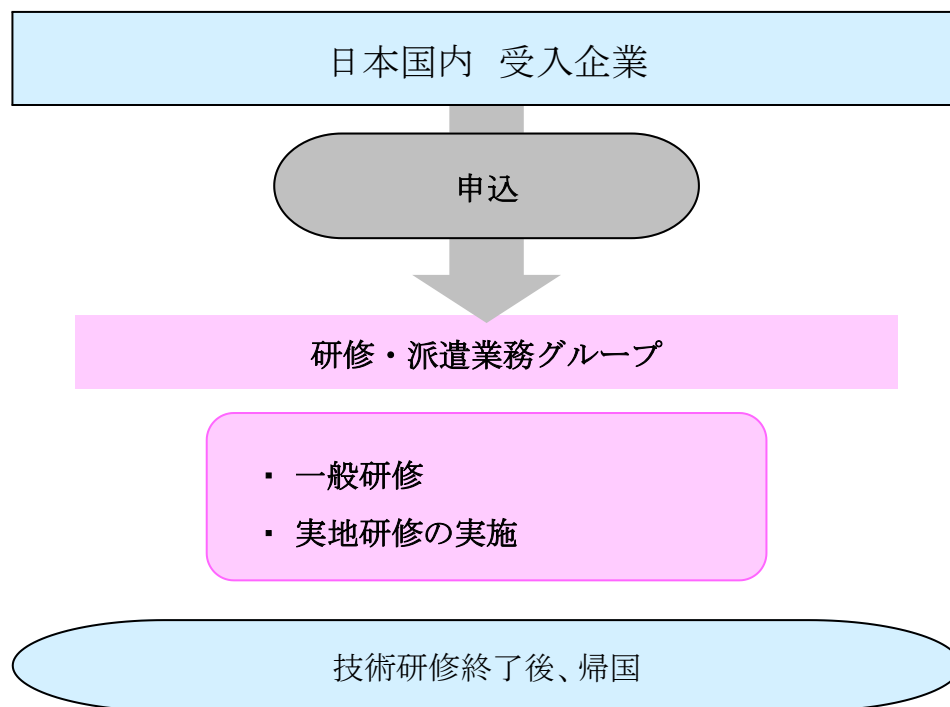 日本国内　受入企業
申込
研修・派遣業務グループ
・ 一般研修
・ 実地研修の実施
技術研修終了後、帰国